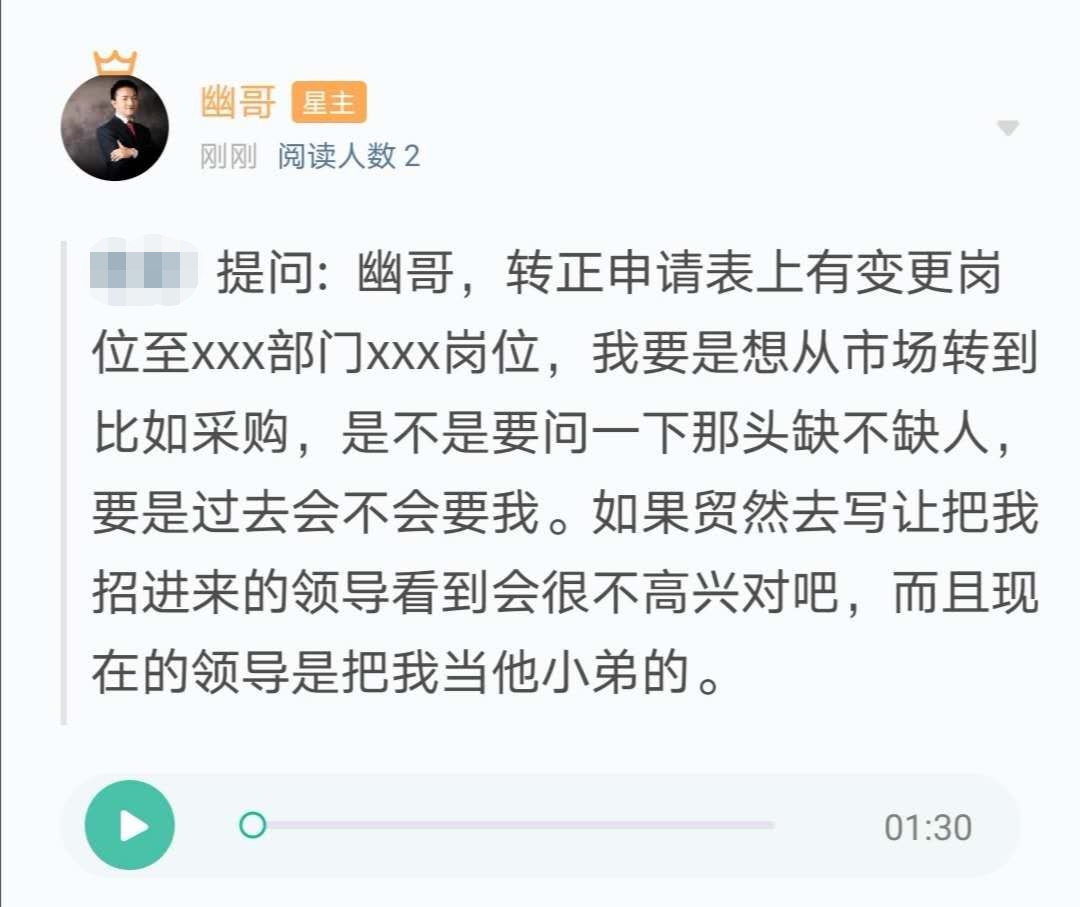 幽哥 星主
刚刚 阅读人数 2
提问：幽哥，转正申请表上有变更岗
位至xxx部门xxx岗位，我要是想从市场转到
比如采购，是不是要问一下那头缺不缺人，
要是过去会不会要我。如果贸然去写让把我
招进来的领导看到会很不高兴对吧，而且现
在的领导是把我当他小弟的。
01:30